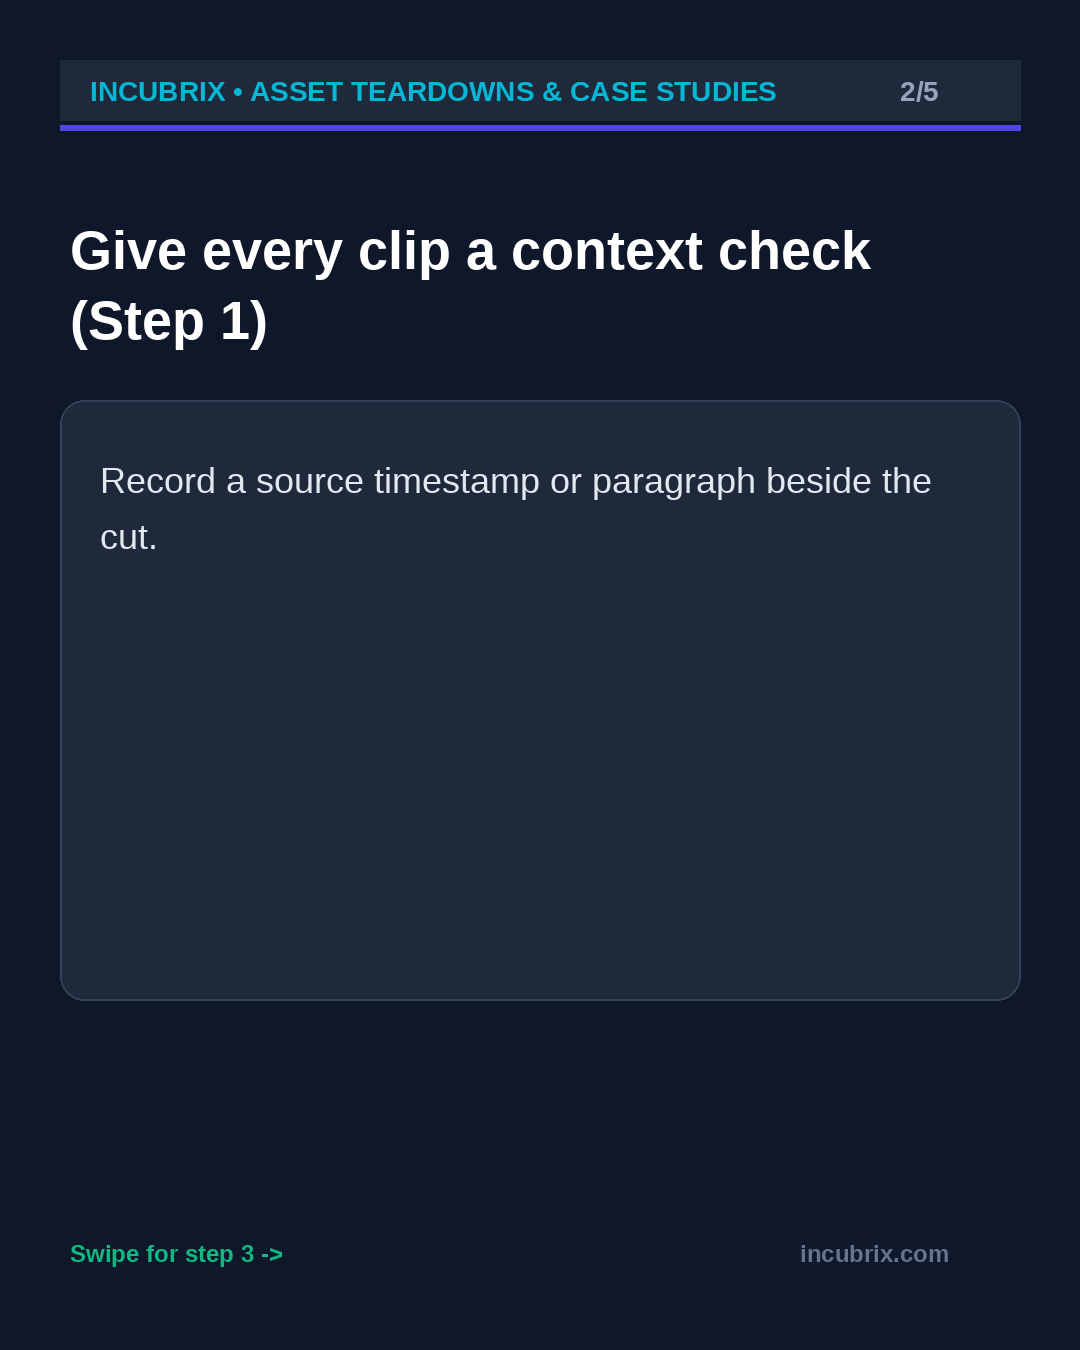 INCUBRIX • ASSET TEARDOWNS & CASE STUDIES 2/5
Give every clip a context check
(Step 1)
Record a source timestamp or paragraph beside the
cut.
Swipe for step 3 -> incubrix.com